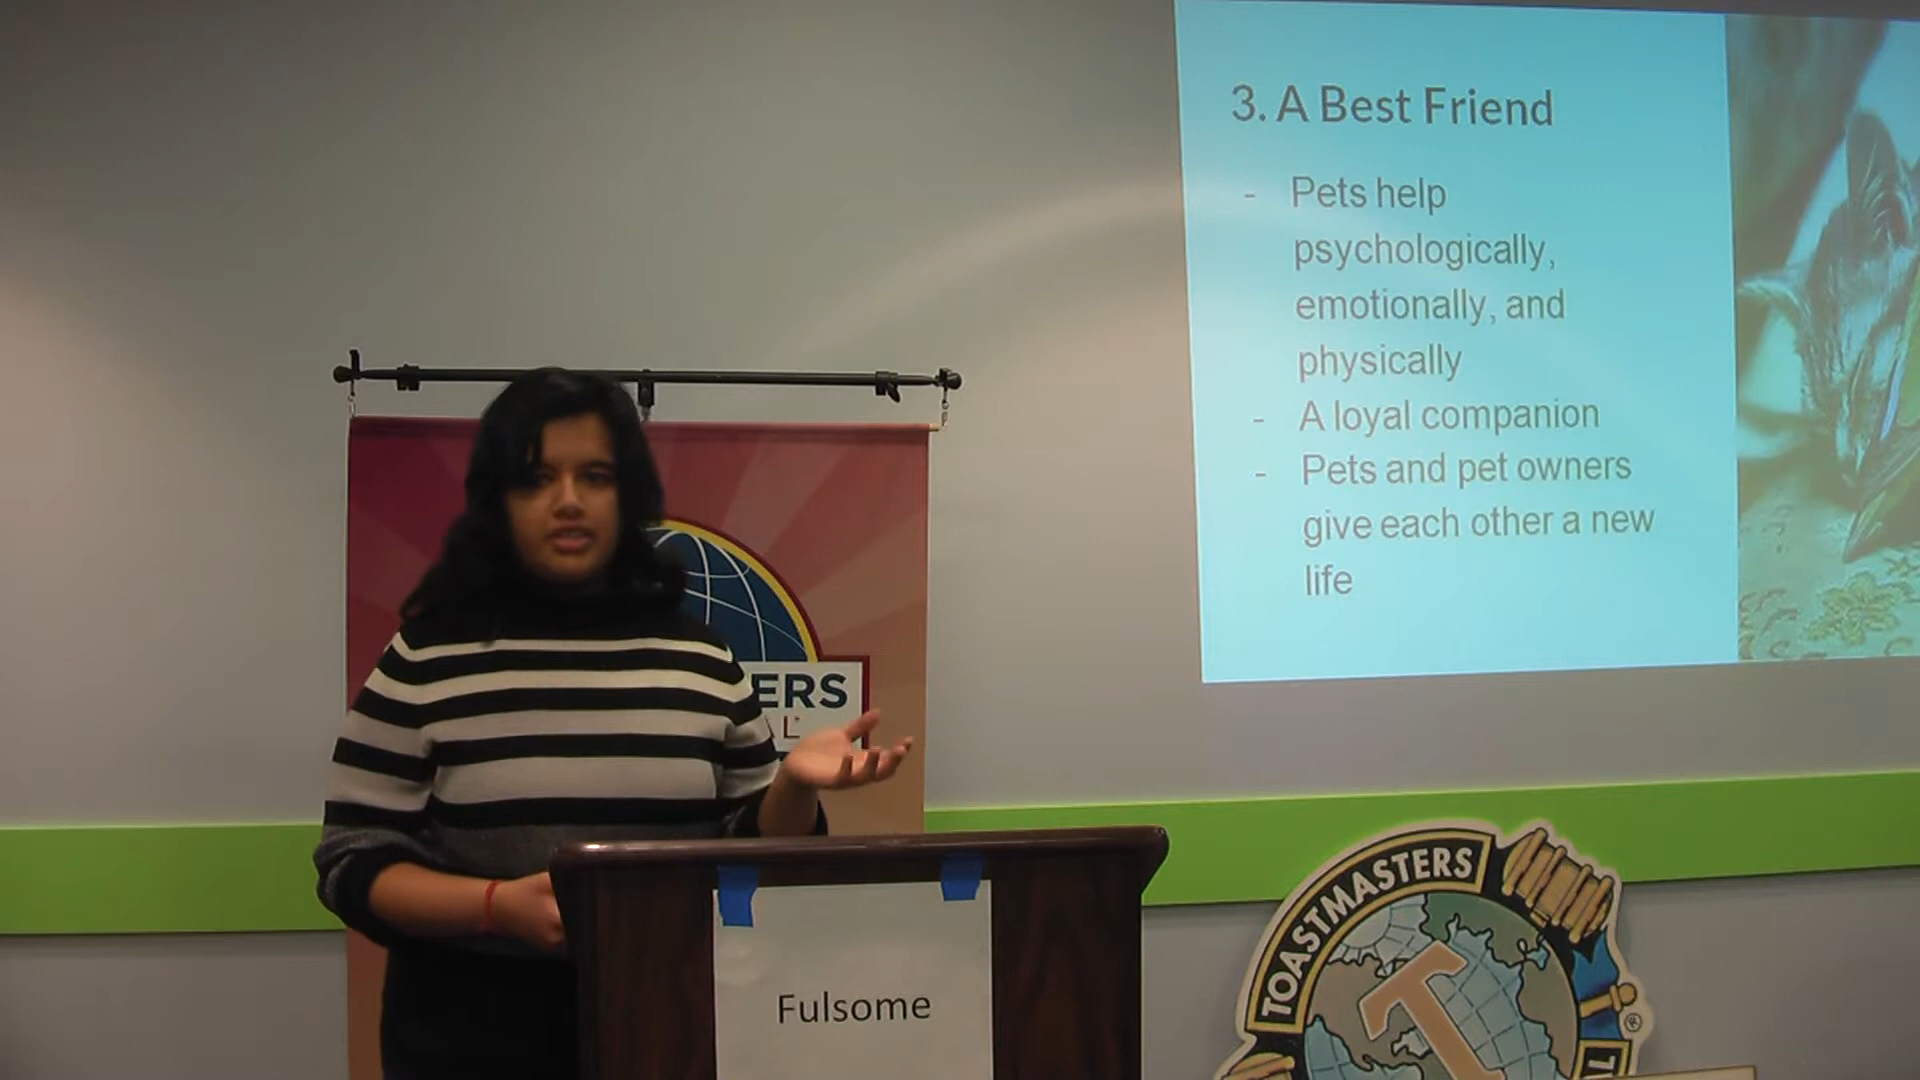 3. A Best Friend
- Pets help
psychologically,
emotionally, and
physically
- A loyal companion
- Pets and pet owners
give each other a new
life
ERS
AL
Fulsome
TOASTMASTERS
T
®